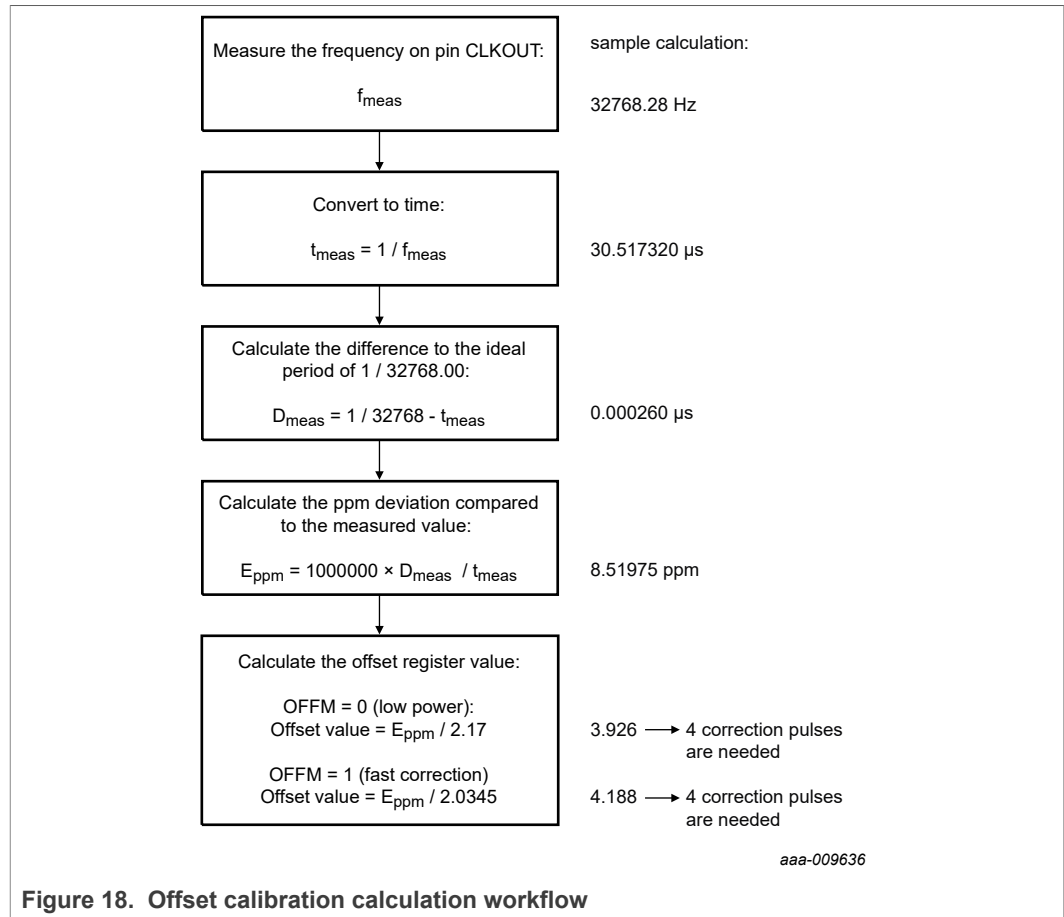 Measure the frequency on pin CLKOUT:
fmeas
sample calculation:
32768.28 Hz
Convert to time:
tmeas = 1 / fmeas
30.517320 µs
Calculate the difference to the ideal
period of 1 / 32768.00:
Dmeas = 1 / 32768 - tmeas
0.000260 µs
Calculate the ppm deviation compared
to the measured value:
Eppm = 1000000 × Dmeas / tmeas
8.51975 ppm
Calculate the offset register value:
OFFM = 0 (low power):
Offset value = Eppm / 2.17
3.926 → 4 correction pulses
are needed
OFFM = 1 (fast correction)
Offset value = Eppm / 2.0345
4.188 → 4 correction pulses
are needed
aaa-009636
Figure 18. Offset calibration calculation workflow